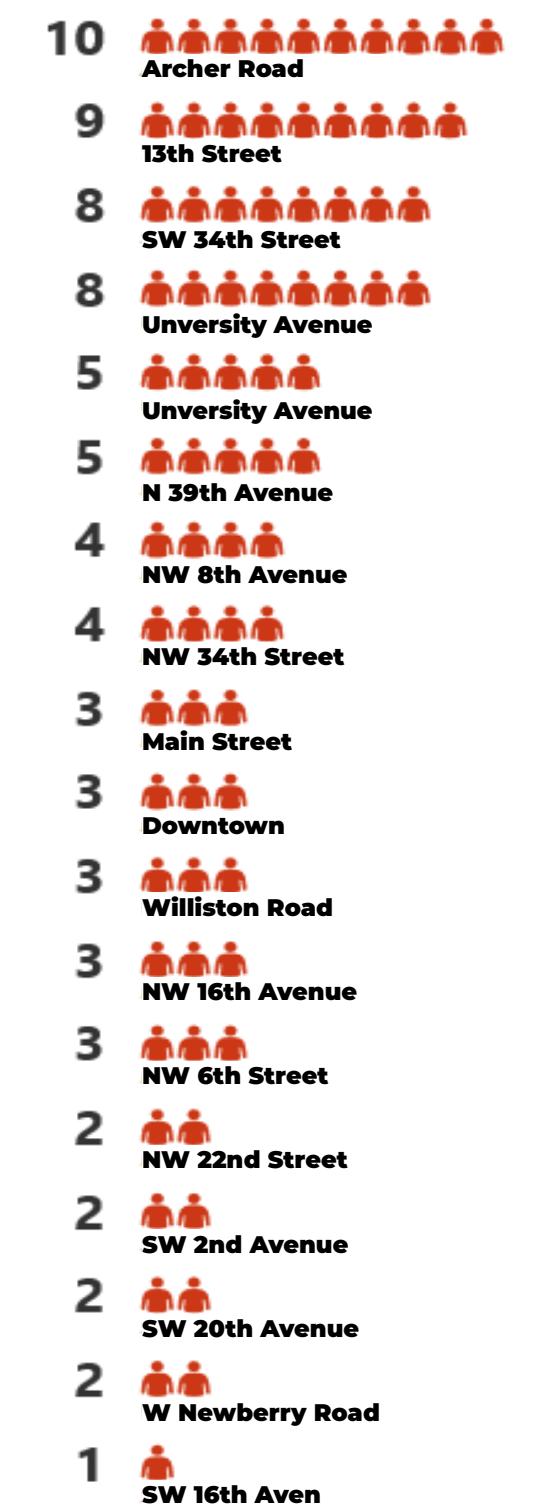 10
Archer Road
9
13th Street
8
SW 34th Street
8
Unversity Avenue
5
Unversity Avenue
5
N 39th Avenue
4
NW 8th Avenue
4
NW 34th Street
3
Main Street
3
Downtown
3
Williston Road
3
NW 16th Avenue
3
NW 6th Street
2
NW 22nd Street
2
SW 2nd Avenue
2
SW 20th Avenue
2
W Newberry Road
1
SW 16th Aven